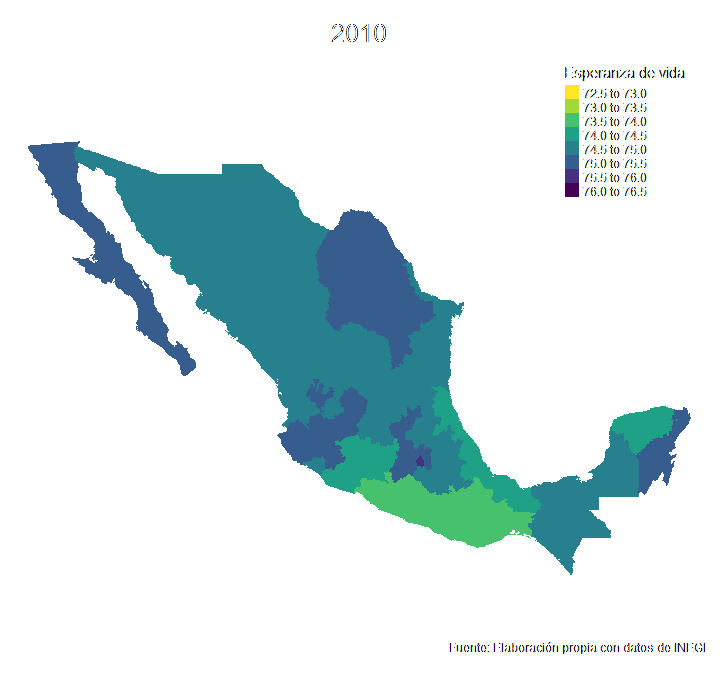 2010
Esperanza de vida
72.5 to 73.0
73.0 to 73.5
73.5 to 74.0
74.0 to 74.5
74.5 to 75.0
75.0 to 75.5
75.5 to 76.0
76.0 to 76.5
Fuente: Elaboración propia con datos de INEGI